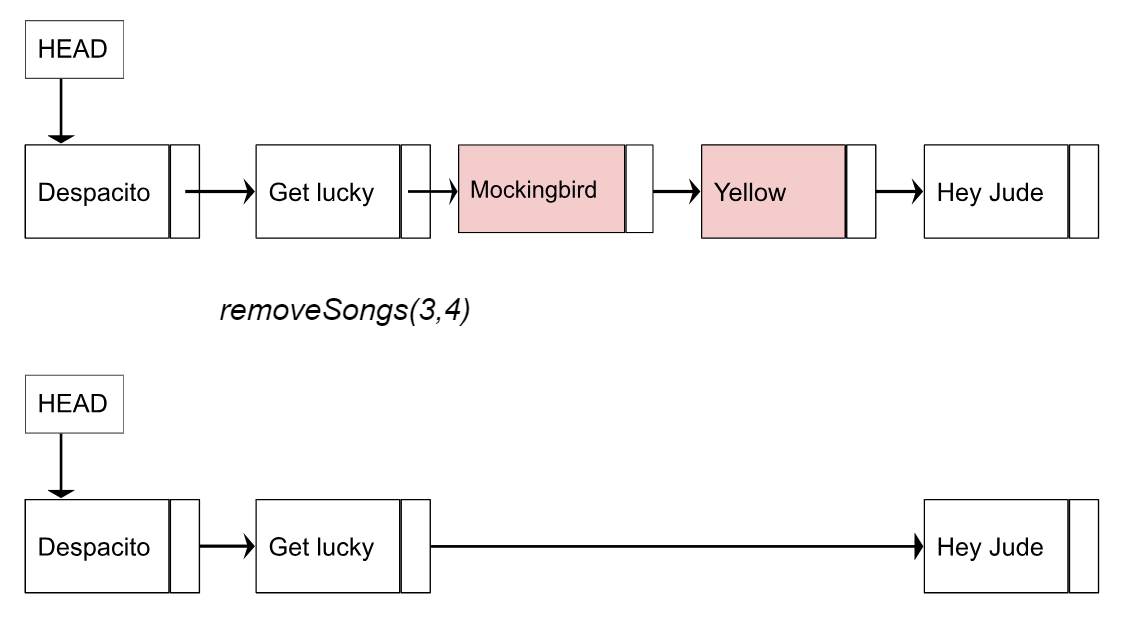 HEAD
Despacito
Get lucky
Mockingbird
Yellow
Hey Jude
removeSongs(3,4)
HEAD
Despacito
Get lucky
Hey Jude